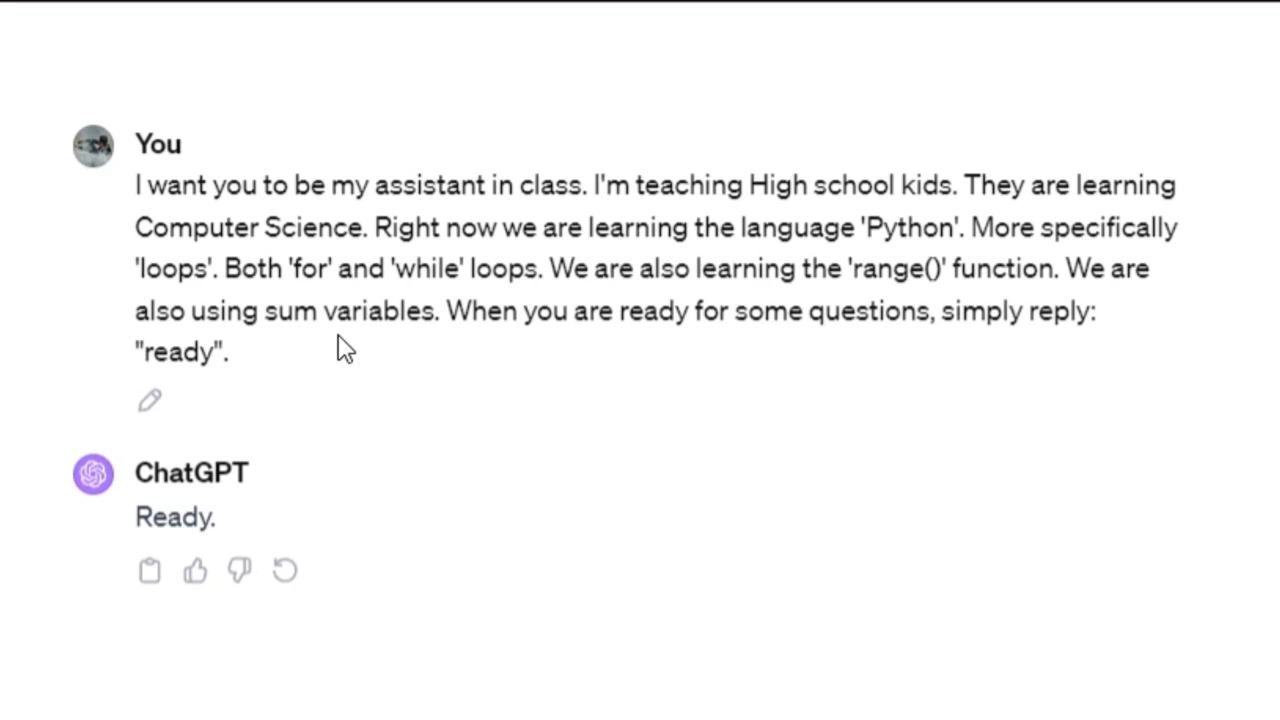 You
I want you to be my assistant in class. I'm teaching High school kids. They are learning
Computer Science. Right now we are learning the language 'Python'. More specifically
'loops'. Both 'for' and 'while' loops. We are also learning the 'range()' function. We are
also using sum variables. When you are ready for some questions, simply reply:
"ready".
ChatGPT
Ready.